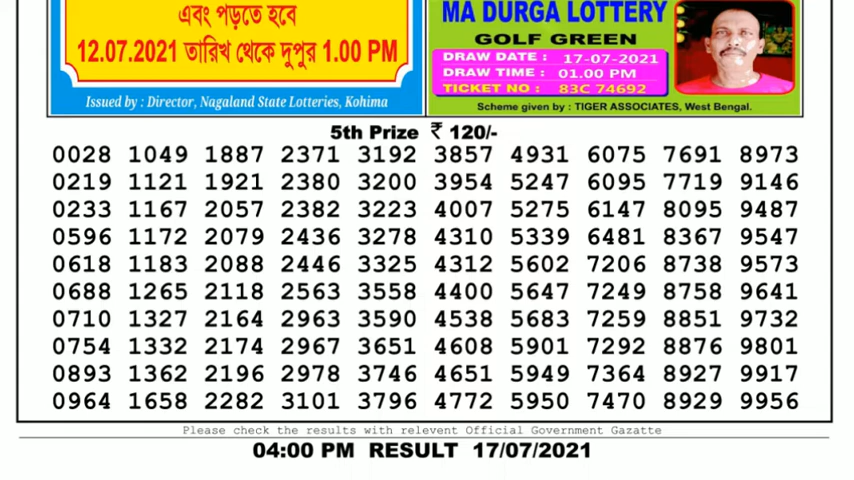 এবং পড়তে হবে
12.07.2021 তারিখ থেকে দুপুর 1.00 PM
Issued by : Director, Nagaland State Lotteries, Kohima
MA DURGA LOTTERY
GOLF GREEN
DRAW DATE : 17-07-2021
DRAW TIME : 01.00 PM
TICKET NO : 83C 74692
Scheme given by : TIGER ASSOCIATES, West Bengal.
5th Prize ₹ 120/-
0028 1049 1887 2371 3192 3857 4931 6075 7691 8973
0219 1121 1921 2380 3200 3954 5247 6095 7719 9146
0233 1167 2057 2382 3223 4007 5275 6147 8095 9487
0596 1172 2079 2436 3278 4310 5339 6481 8367 9547
0618 1183 2088 2446 3325 4312 5602 7206 8738 9573
0688 1265 2118 2563 3558 4400 5647 7249 8758 9641
0710 1327 2164 2963 3590 4538 5683 7259 8851 9732
0754 1332 2174 2967 3651 4608 5901 7292 8876 9801
0893 1362 2196 2978 3746 4651 5949 7364 8927 9917
0964 1658 2282 3101 3796 4772 5950 7470 8929 9956
Please check the results with relevent Official Government Gazatte
04:00 PM RESULT 17/07/2021